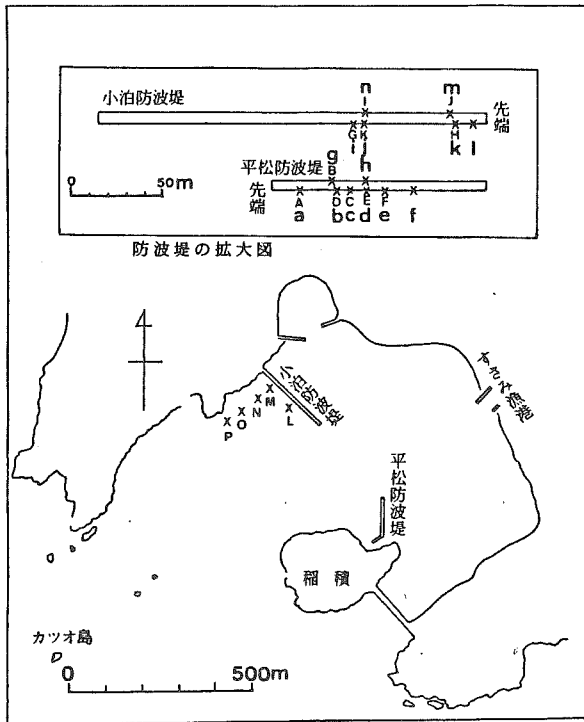 n m
小泊防波堤
I J
先端
G K H
i j k l
g h
平松防波堤
B
0 50m
先端
A D C E F
a b c d e f
防波堤の拡大図
4
すさみ漁港
小泊防波堤
M
N
L
O
P
平松防波堤
稲積
カツオ島
0 500m